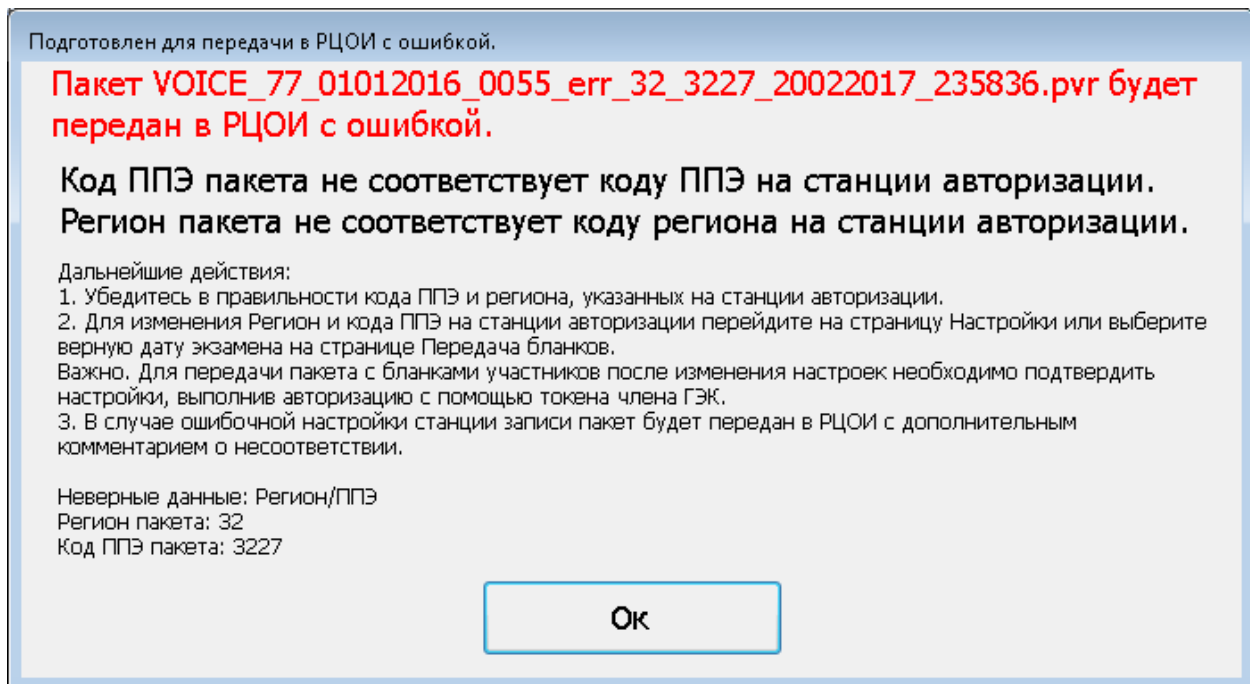 Подготовлен для передачи в РЦОИ с ошибкой.
Пакет VOICE_77_01012016_0055_err_32_3227_20022017_235836.pvr будет
передан в РЦОИ с ошибкой.
Код ППЭ пакета не соответствует коду ППЭ на станции авторизации.
Регион пакета не соответствует коду региона на станции авторизации.
Дальнейшие действия:
1. Убедитесь в правильности кода ППЭ и региона, указанных на станции авторизации.
2. Для изменения Регион и кода ППЭ на станции авторизации перейдите на страницу Настройки или выберите
верную дату экзамена на странице Передача бланков.
Важно. Для передачи пакета с бланками участников после изменения настроек необходимо подтвердить
настройки, выполнив авторизацию с помощью токена члена ГЭК.
3. В случае ошибочной настройки станции записи пакет будет передан в РЦОИ с дополнительным
комментарием о несоответствии.
Неверные данные: Регион/ППЭ
Регион пакета: 32
Код ППЭ пакета: 3227
Ок